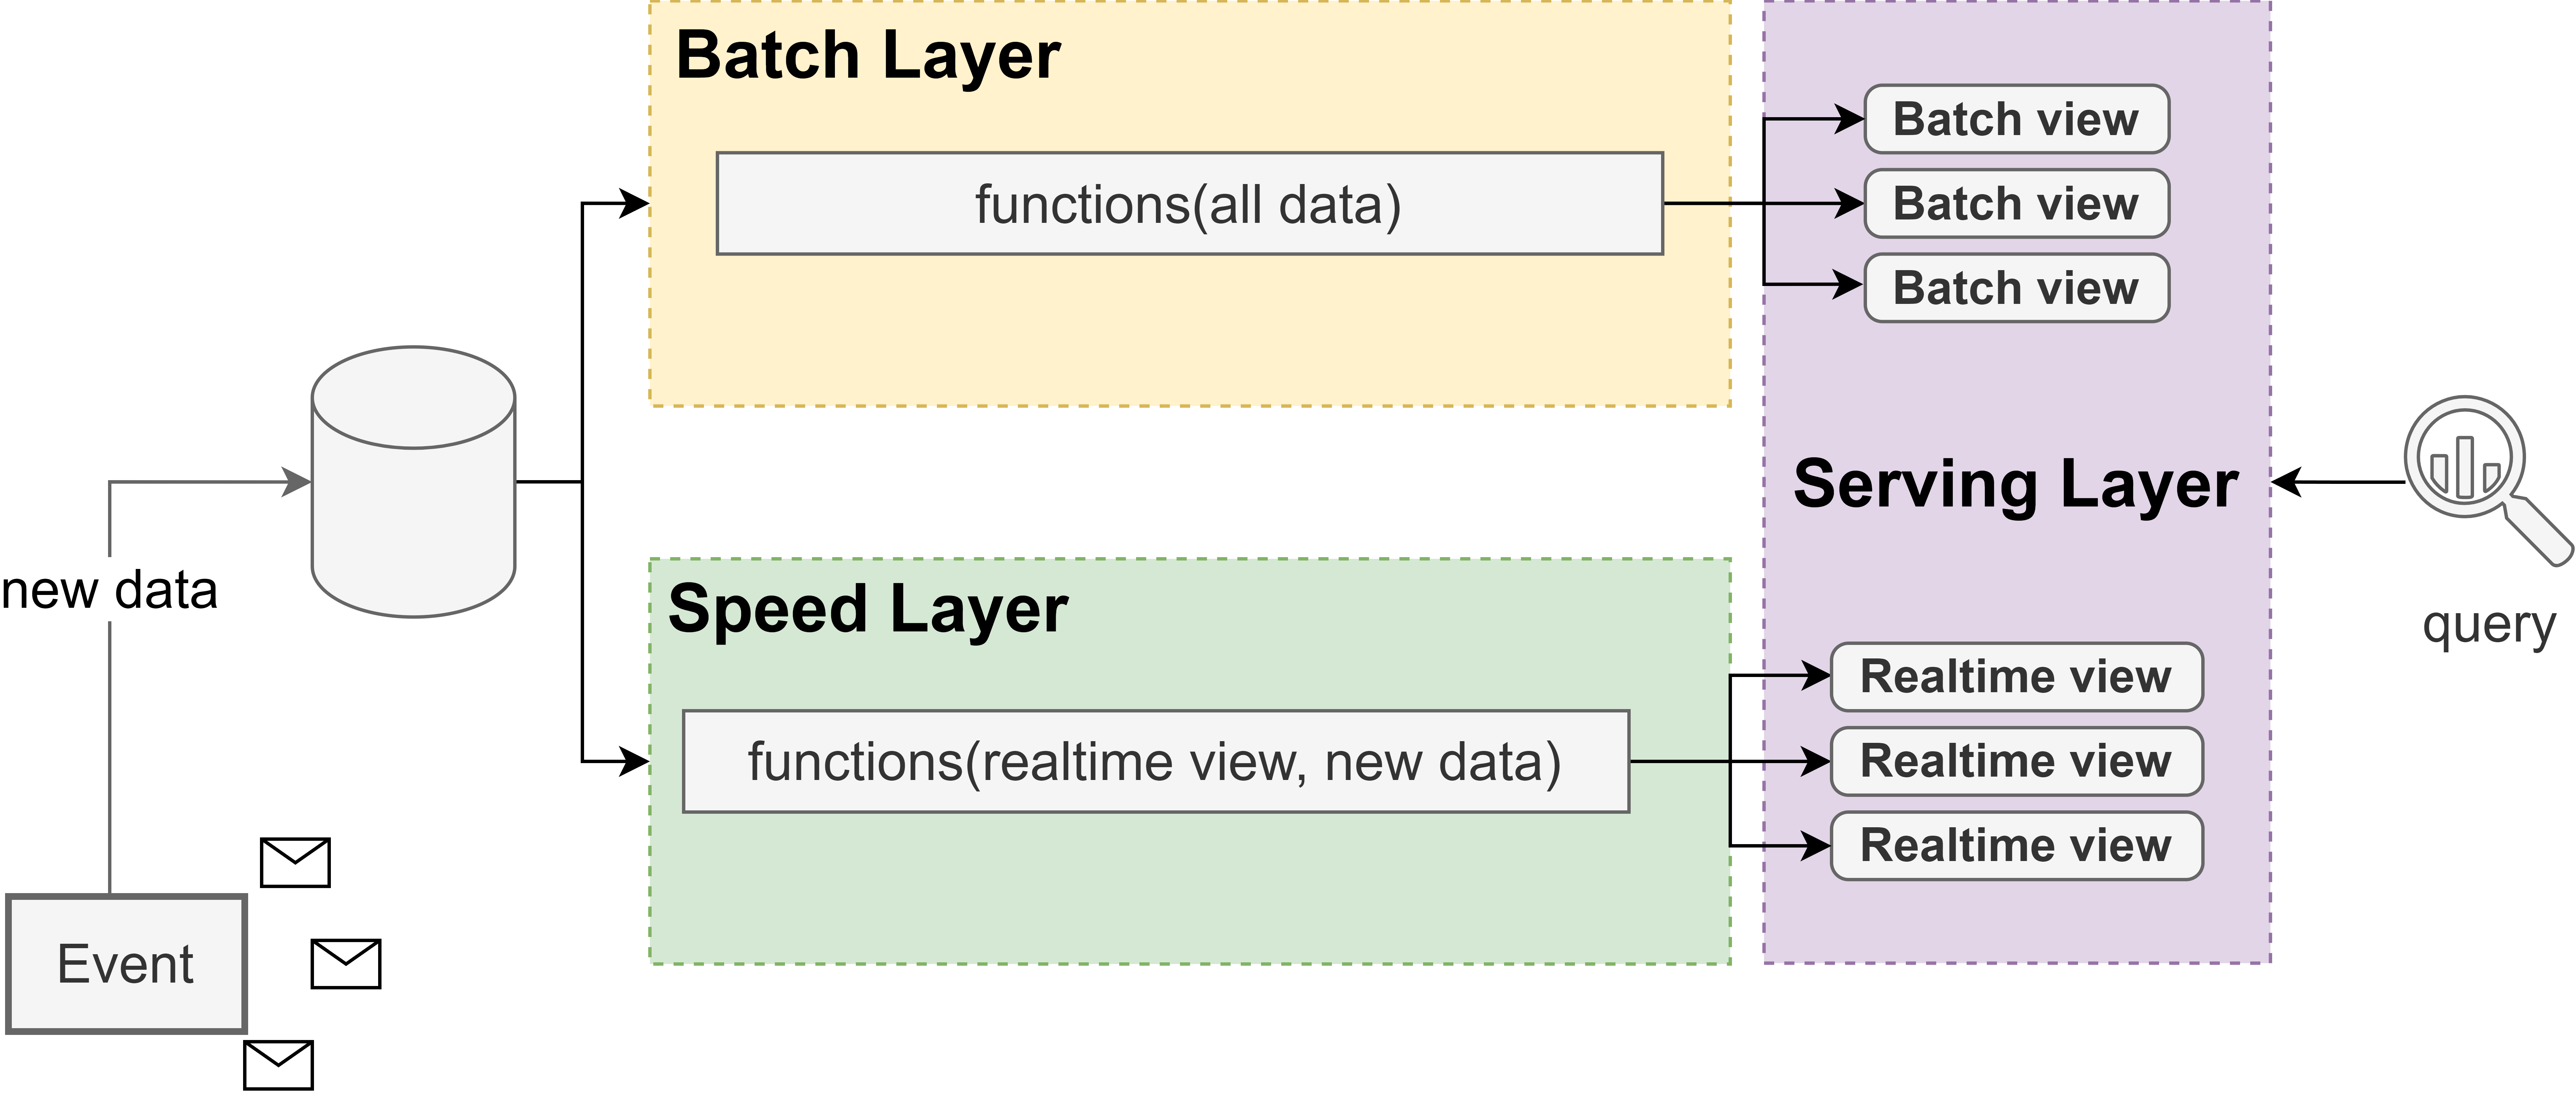 Batch Layer
functions(all data)
Batch view
Batch view
Batch view
new data
Serving Layer
query
Speed Layer
functions(realtime view, new data)
Realtime view
Realtime view
Realtime view
Event